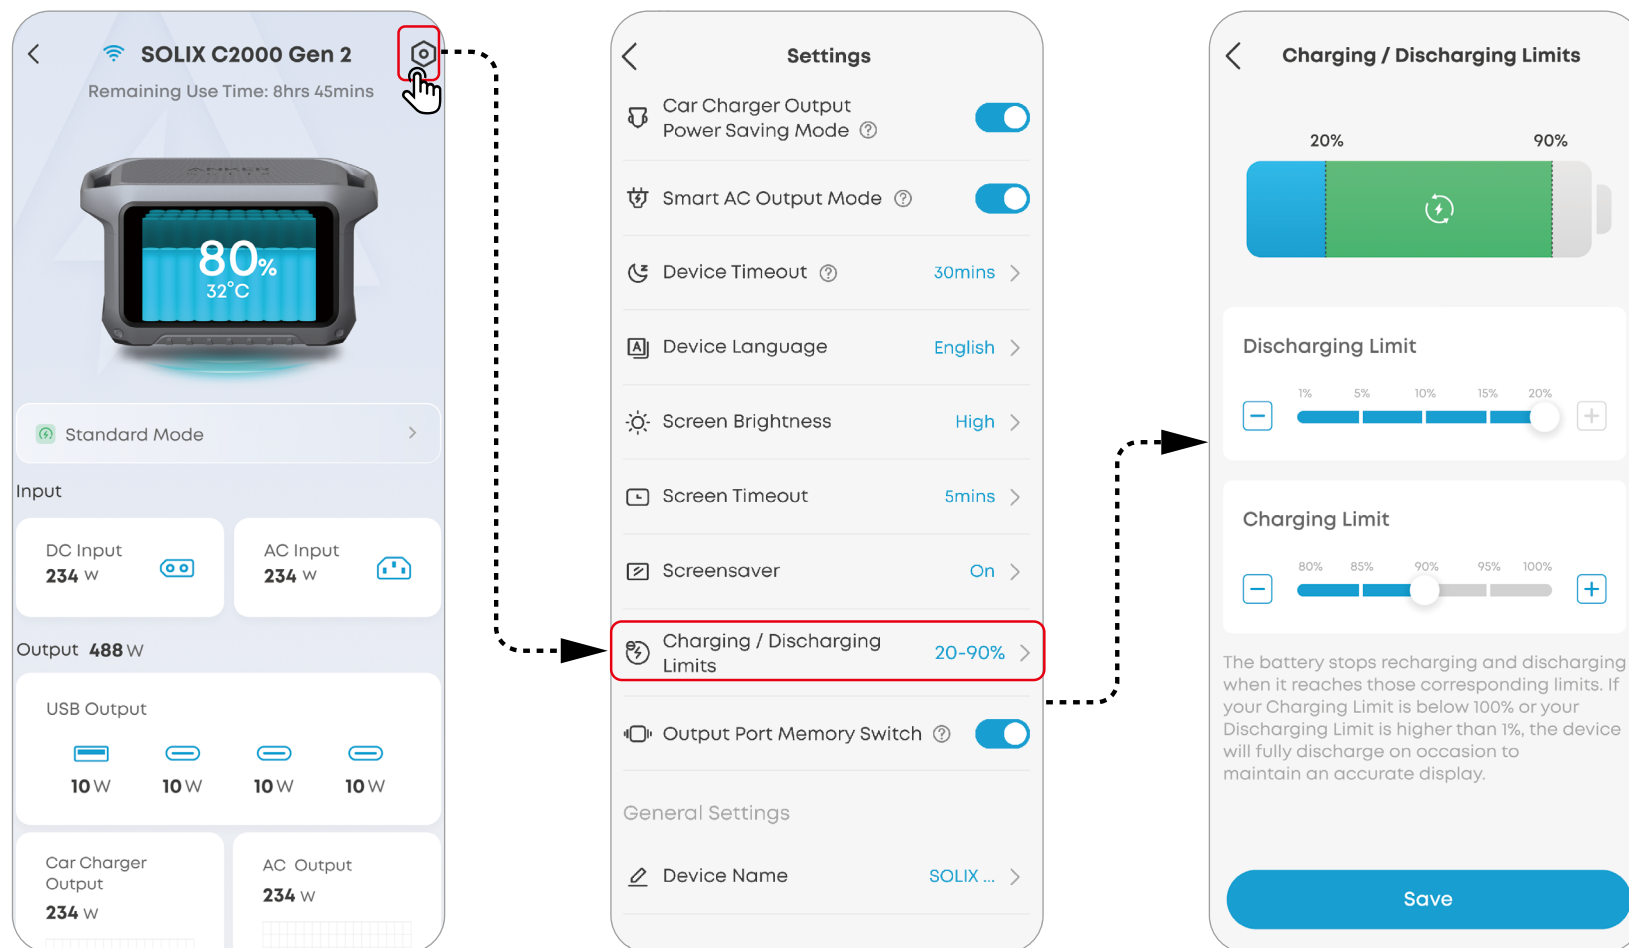 SOLIX C2000 Gen 2
Remaining Use Time: 8hrs 45mins
ANKER
80%
32°C
Standard Mode
Input
DC Input
234 W
AC Input
234 W
Output 488 W
USB Output
10 W
10 W
10 W
10 W
Car Charger
Output
234 W
AC Output
234 W
Settings
Car Charger Output
Power Saving Mode
Smart AC Output Mode
Device Timeout
30mins
Device Language
English
Screen Brightness
High
Screen Timeout
5mins
Screensaver
On
Charging / Discharging
Limits
20-90%
Output Port Memory Switch
General Settings
Device Name
SOLIX ...
Charging / Discharging Limits
20%
90%
Discharging Limit
1% 5% 10% 15% 20%
Charging Limit
80% 85% 90% 95% 100%
The battery stops recharging and discharging
when it reaches those corresponding limits. If
your Charging Limit is below 100% or your
Discharging Limit is higher than 1%, the device
will fully discharge on occasion to
maintain an accurate display.
Save